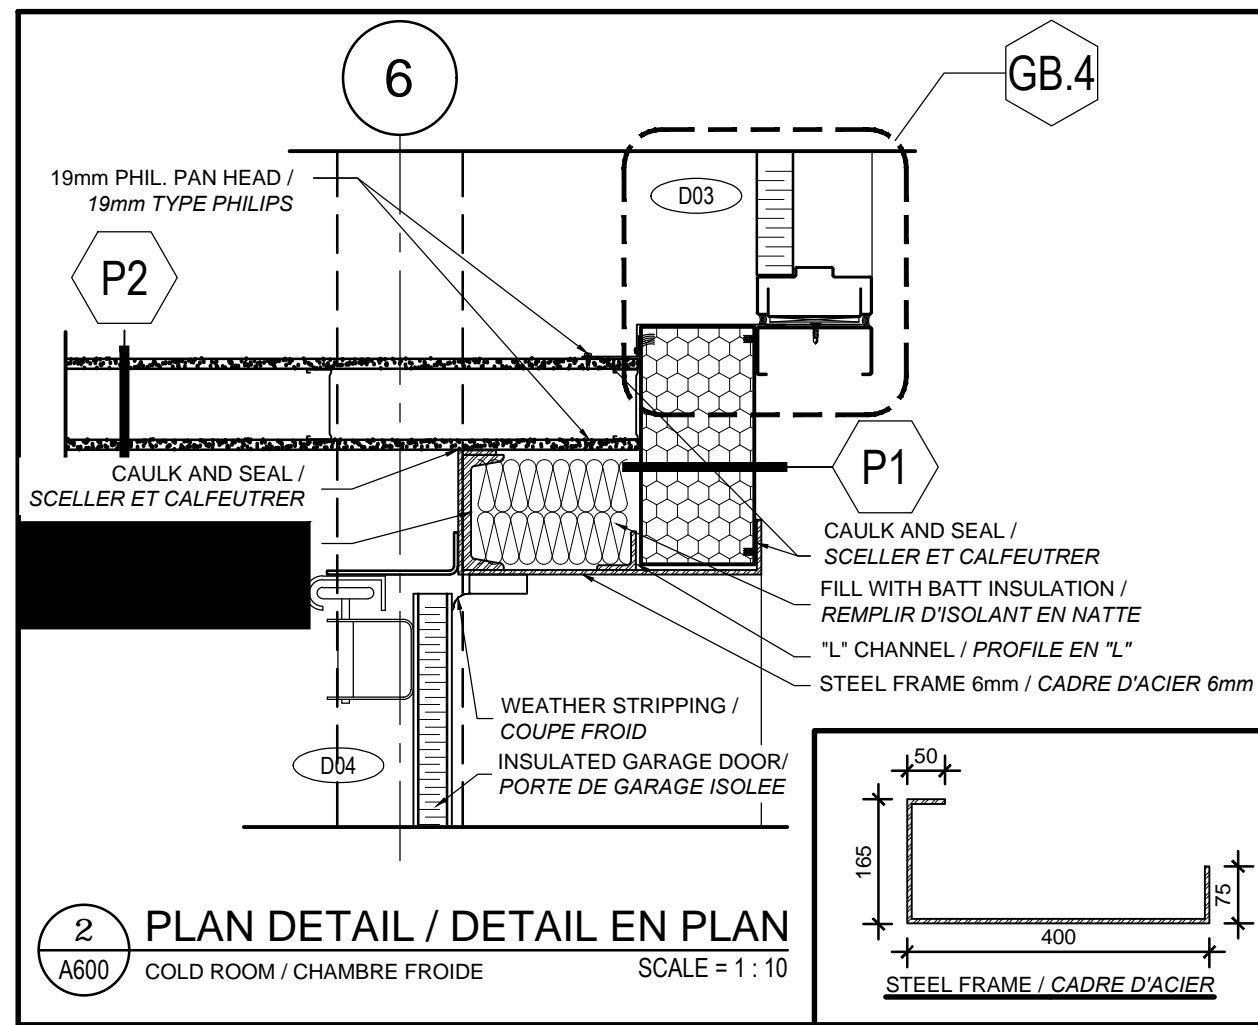 6
GB.4
19mm PHIL. PAN HEAD /
19mm TYPE PHILIPS
D03
P2
P1
CAULK AND SEAL /
SCELLER ET CALFEUTRER
CAULK AND SEAL /
SCELLER ET CALFEUTRER
FILL WITH BATT INSULATION /
REMPLIR D'ISOLANT EN NATTE
"L" CHANNEL / PROFILE EN "L"
STEEL FRAME 6mm / CADRE D'ACIER 6mm
WEATHER STRIPPING /
COUPE FROID
INSULATED GARAGE DOOR/
PORTE DE GARAGE ISOLEE
D04
50
165
75
400
STEEL FRAME / CADRE D'ACIER
2
A600
PLAN DETAIL / DETAIL EN PLAN
COLD ROOM / CHAMBRE FROIDE
SCALE = 1 : 10